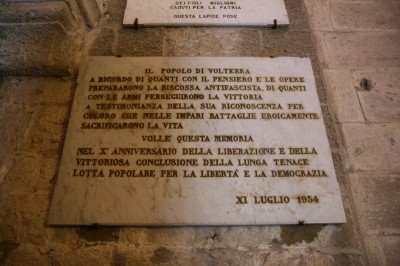 DEI FIGLI MIGLIORI
CADUTI PER LA PATRIA
QUESTA LAPIDE POSE
IL POPOLO DI VOLTERRA
A RICORDO DI QUANTI CON IL PENSIERO E LE OPERE
PREPARARONO LA RISCOSSA ANTIFASCISTA, DI QUANTI
CON LE ARMI PERSEGUIRONO LA VITTORIA
A TESTIMONIANZA DELLA SUA RICONOSCENZA PER
COLORO CHE NELLE IMPARI BATTAGLIE EROICAMENTE
SACRIFICARONO LA VITA
VOLLE QUESTA MEMORIA
NEL X° ANNIVERSARIO DELLA LIBERAZIONE E DELLA
VITTORIOSA CONCLUSIONE DELLA LUNGA TENACE
LOTTA POPOLARE PER LA LIBERTA' E LA DEMOCRAZIA
XI LUGLIO 1954